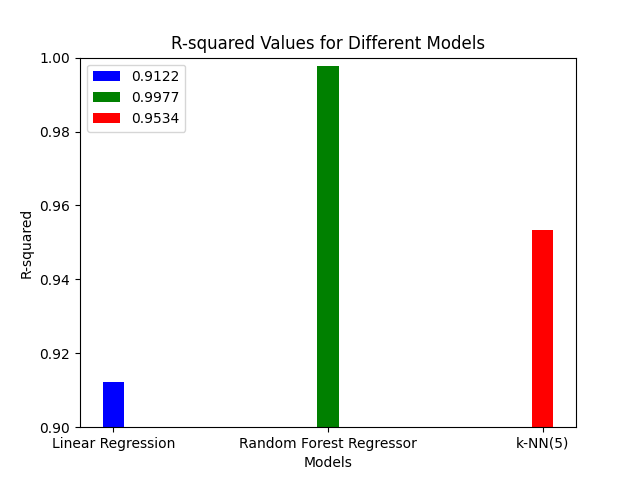 R-squared Values for Different Models
1.00
0.98
0.96
0.94
0.92
0.90
R-squared
0.9122
0.9977
0.9534
Linear Regression
Random Forest Regressor
k-NN(5)
Models